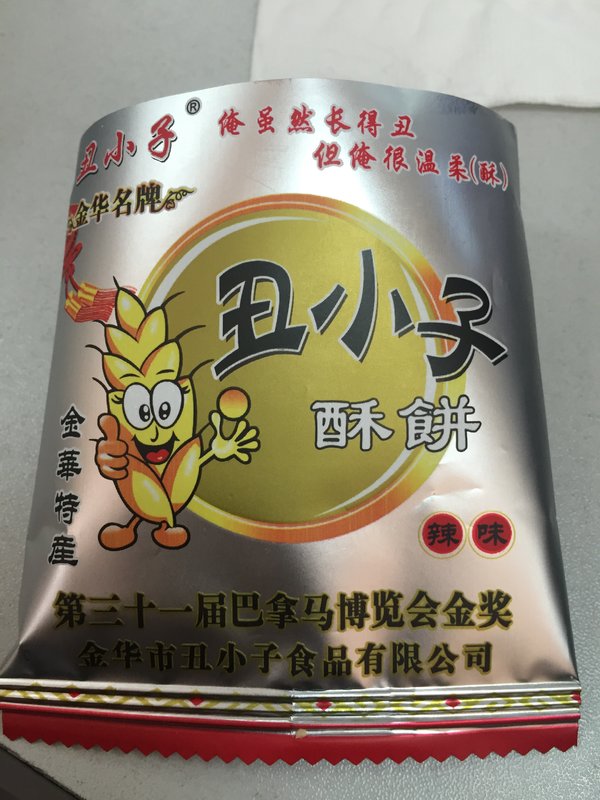 丑小子®
俺虽然长得丑
但俺很温柔(酥)
金华名牌
丑小子
酥餅
金華特産
辣味
第三十一届巴拿马博览会金奖
金华市丑小子食品有限公司